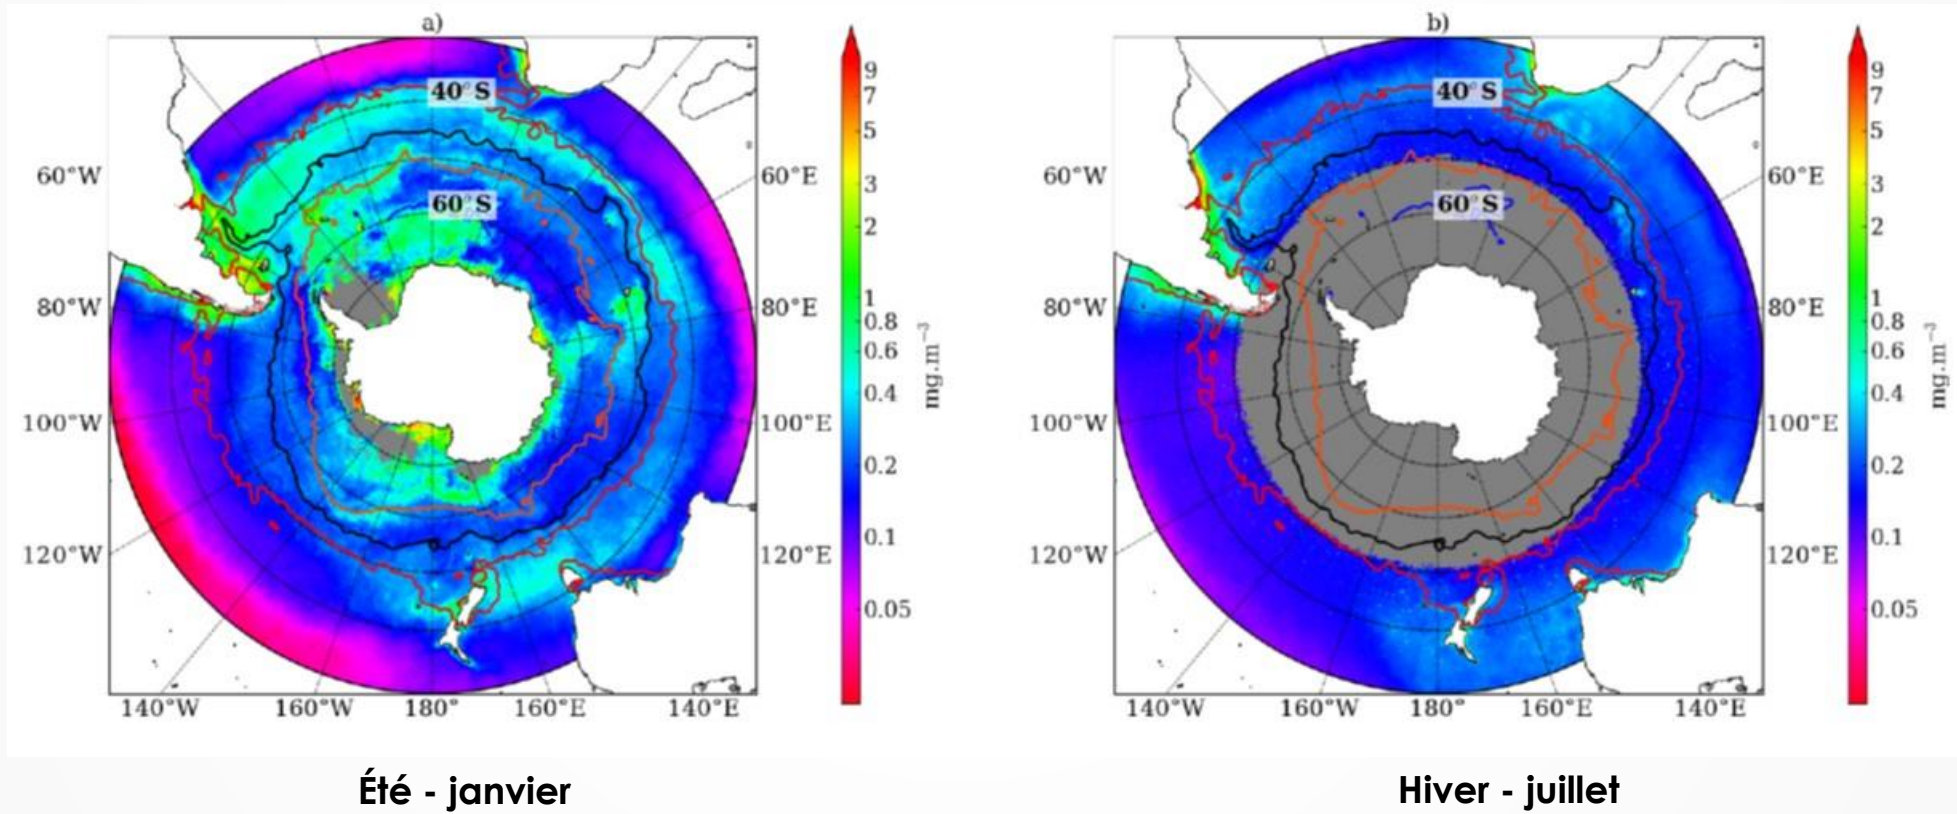 a)
40°S
60°S
60°W
80°W
100°W
120°W
140°W
160°W
180°
160°E
140°E
60°E
80°E
100°E
120°E
9
7
5
3
2
1
0.8
0.6
0.4
0.2
0.1
0.05
mg.m⁻³
b)
40°S
60°S
60°W
80°W
100°W
120°W
140°W
160°W
180°
160°E
140°E
60°E
80°E
100°E
120°E
9
7
5
3
2
1
0.8
0.6
0.4
0.2
0.1
0.05
mg.m⁻³
Été - janvier
Hiver - juillet